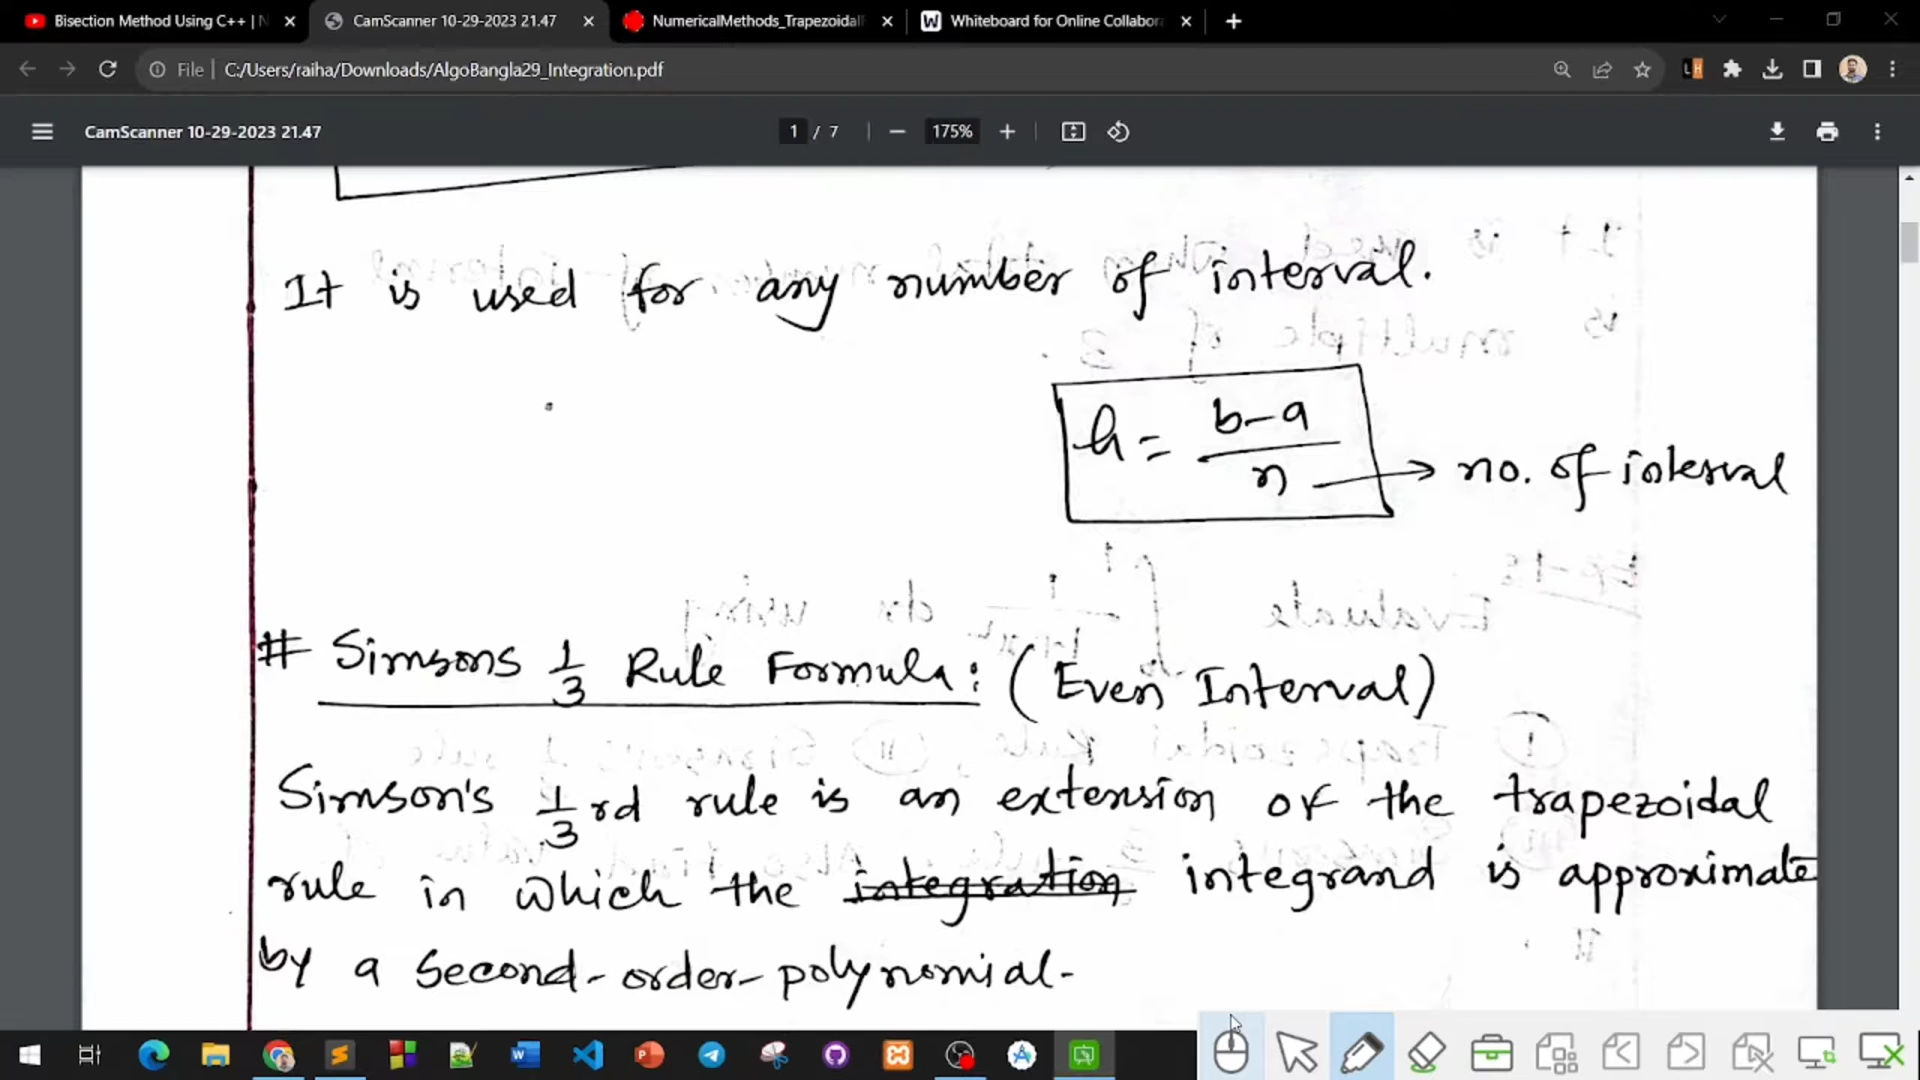 Bisection Method Using C++ | N
CamScanner 10-29-2023 21.47
NumericalMethods_Trapezoidal
Whiteboard for Online Collabora
File
C:/Users/raiha/Downloads/AlgoBangla29_Integration.pdf
CamScanner 10-29-2023 21.47
1 / 7
175%
It is used for any number of interval.
h = b-a / n → no. of interval
# Simsons 1/3 Rule Formula: (Even Interval)
Simson's 1/3 rd rule is an extension of the trapezoidal
rule in which the integration integrand is approximate
by a second-order-polynomial.